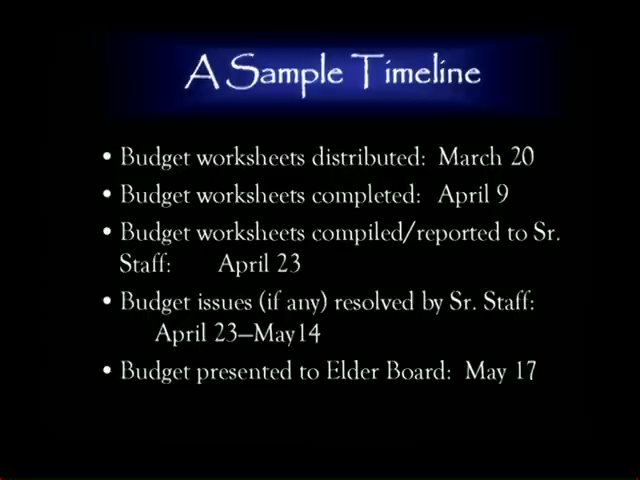 A Sample Timeline
• Budget worksheets distributed: March 20
• Budget worksheets completed: April 9
• Budget worksheets compiled/reported to Sr.
Staff: April 23
• Budget issues (if any) resolved by Sr. Staff:
April 23–May14
• Budget presented to Elder Board: May 17